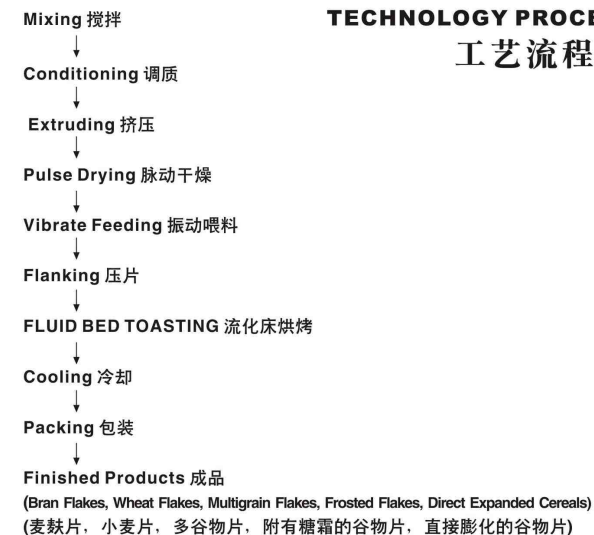 TECHNOLOGY PROCE
工艺流程
Mixing 搅拌
Conditioning 调质
Extruding 挤压
Pulse Drying 脉动干燥
Vibrate Feeding 振动喂料
Flanking 压片
FLUID BED TOASTING 流化床烘烤
Cooling 冷却
Packing 包装
Finished Products 成品
(Bran Flakes, Wheat Flakes, Multigrain Flakes, Frosted Flakes, Direct Expanded Cereals)
(麦麸片，小麦片，多谷物片，附有糖霜的谷物片，直接膨化的谷物片)